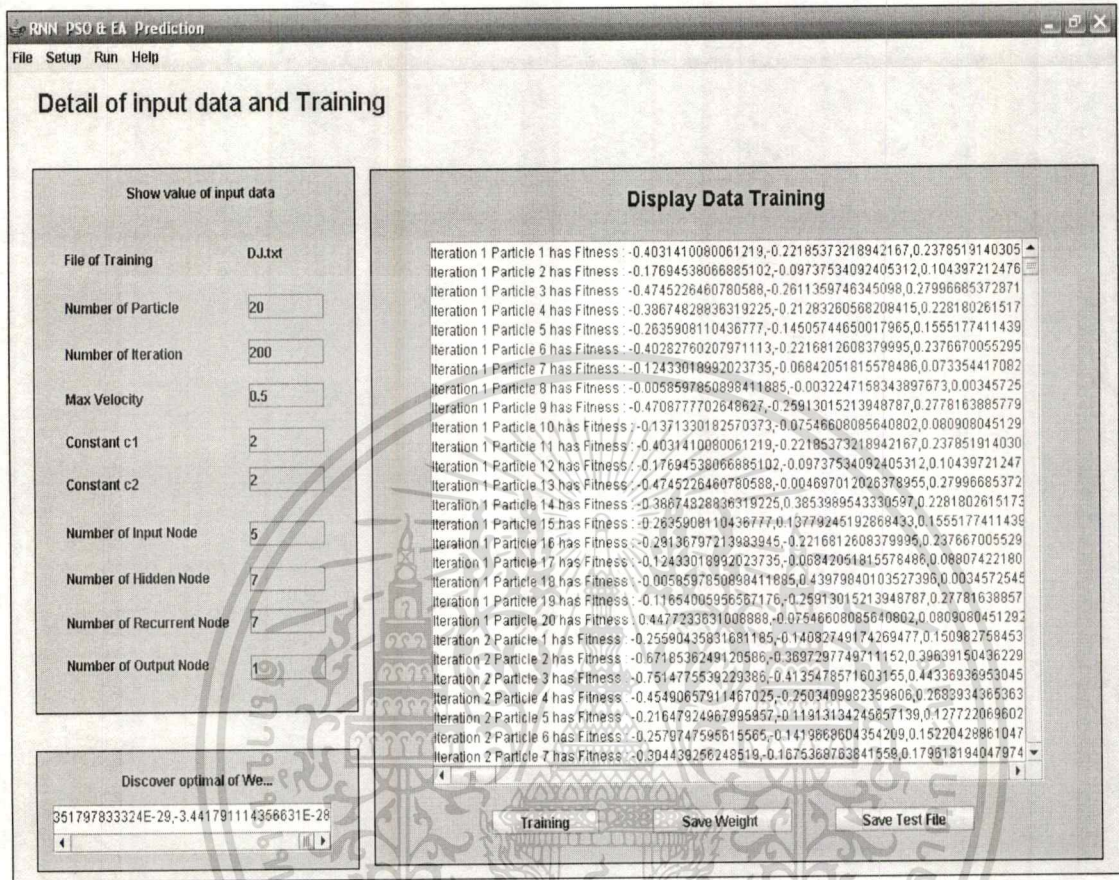 RNN PSO & EA Prediction
File Setup Run Help
Detail of input data and Training
Show value of input data
File of Training DJ.txt
Number of Particle 20
Number of Iteration 200
Max Velocity 0.5
Constant c1 2
Constant c2 2
Number of Input Node 5
Number of Hidden Node 7
Number of Recurrent Node 7
Number of Output Node 1
Discover optimal of We...
351797833324E-29,-3.441791114356631E-28
Display Data Training
Iteration 1 Particle 1 has Fitness : -0.4031410080061219,-0.22185373218942167,0.2378519140305
Iteration 1 Particle 2 has Fitness : -0.17694538066885102,-0.09737534092405312,0.104397212476
Iteration 1 Particle 3 has Fitness : -0.4745226460780588,-0.2611359746345098,0.27996685372871
Iteration 1 Particle 4 has Fitness : -0.38674828836319225,-0.21283260568208415,0.228180261517
Iteration 1 Particle 5 has Fitness : -0.2635908110436777,-0.14505744650017965,0.1555177411439
Iteration 1 Particle 6 has Fitness : -0.40282760207971113,-0.2216812608379995,0.2376670055295
Iteration 1 Particle 7 has Fitness : -0.12433018992023735,-0.06842051815578486,0.073354417082
Iteration 1 Particle 8 has Fitness : -0.0058597850898411885,-0.0032247158343897673,0.00345725
Iteration 1 Particle 9 has Fitness : -0.4708777702648627,-0.25913015213948787,0.2778163885779
Iteration 1 Particle 10 has Fitness : -0.1371330182570373,-0.07546608085640802,0.080908045129
Iteration 1 Particle 11 has Fitness : -0.4031410080061219,-0.22185373218942167,0.237851914030
Iteration 1 Particle 12 has Fitness : -0.17694538066885102,-0.09737534092405312,0.10439721247
Iteration 1 Particle 13 has Fitness : -0.4745226460780588,-0.004697012026378955,0.27996685372
Iteration 1 Particle 14 has Fitness : -0.38674828836319225,0.3853989543330597,0.2281802615173
Iteration 1 Particle 15 has Fitness : -0.2635908110436777,0.13779245192868433,0.1555177411439
Iteration 1 Particle 16 has Fitness : -0.29136797213983945,-0.2216812608379995,0.237667005529
Iteration 1 Particle 17 has Fitness : -0.12433018992023735,-0.06842051815578486,0.08807422180
Iteration 1 Particle 18 has Fitness : -0.0058597850898411885,0.43979840103527396,0.0034572545
Iteration 1 Particle 19 has Fitness : -0.11654005956567176,-0.25913015213948787,0.27781638857
Iteration 1 Particle 20 has Fitness : 0.4477233631008888,-0.07546608085640802,0.0809080451292
Iteration 2 Particle 1 has Fitness : -0.25590435831681185,-0.14082749174269477,0.150982758453
Iteration 2 Particle 2 has Fitness : -0.6718536249120586,-0.3697297749711152,0.39639150436229
Iteration 2 Particle 3 has Fitness : -0.7514775539229386,-0.4135478571603155,0.44336936953045
Iteration 2 Particle 4 has Fitness : -0.45490657911467025,-0.2503409982359806,0.2683934365363
Iteration 2 Particle 5 has Fitness : -0.21647924967995957,-0.11913134245657139,0.127722069602
Iteration 2 Particle 6 has Fitness : -0.2579747595615565,-0.1419668604354209,0.15220428861047
Iteration 2 Particle 7 has Fitness : -0.304439256248519,-0.1675368763841559,0.179618194047974
Training Save Weight Save Test File